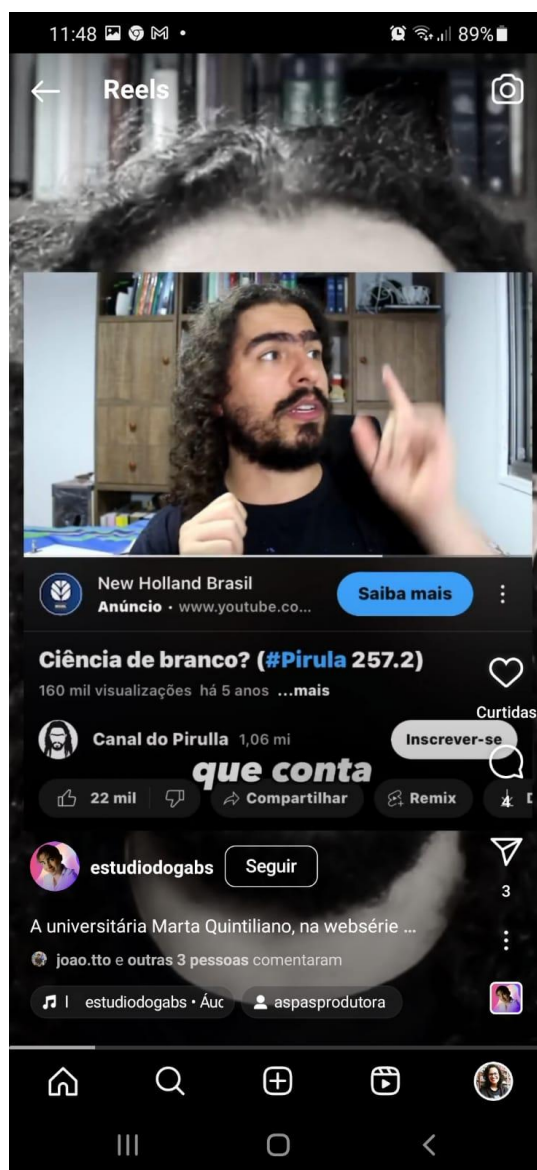 11:48
89%
Reels
New Holland Brasil
Anúncio • www.youtube.co...
Saiba mais
Ciência de branco? (#Pirula 257.2)
160 mil visualizações há 5 anos ...mais
Curtidas
Canal do Pirulla 1,06 mi
Inscrever-se
que conta
22 mil
Compartilhar
Remix
4
estudiodogabs
Seguir
3
A universitária Marta Quintiliano, na websérie ...
joao.tto e outras 3 pessoas comentaram
estudiodogabs • Áuc
aspasprodutora